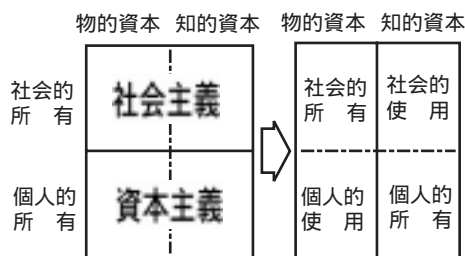 物的資本 知的資本 物的資本 知的資本
社会的
所 有
社会主義
個人的
所 有
資本主義
社会的
所 有
社会的
使 用
個人的
使 用
個人的
所 有